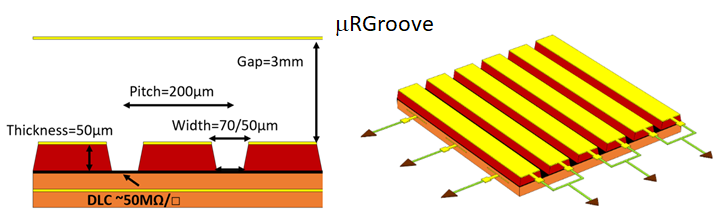 μRGroove
Gap=3mm
Pitch=200μm
Thickness=50μm
Width=70/50μm
DLC ~50MΩ/□